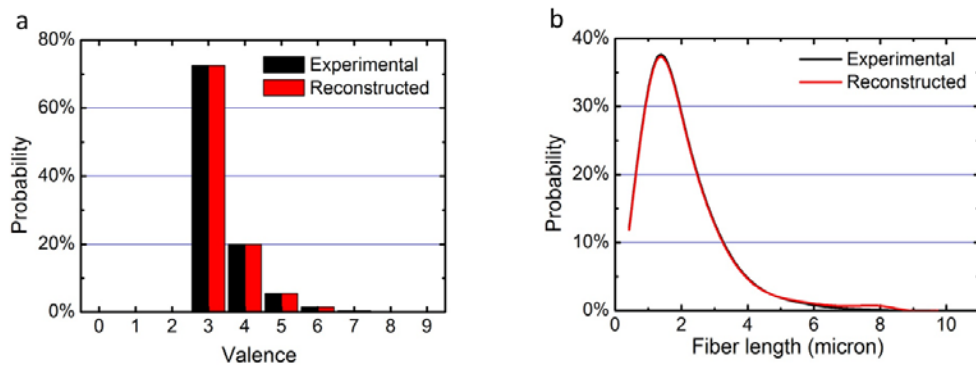 a
80%
60%
40%
20%
0%
Probability
Experimental
Reconstructed
0 1 2 3 4 5 6 7 8 9
Valence
b
40%
30%
20%
10%
0%
Probability
Experimental
Reconstructed
0 2 4 6 8 10
Fiber length (micron)